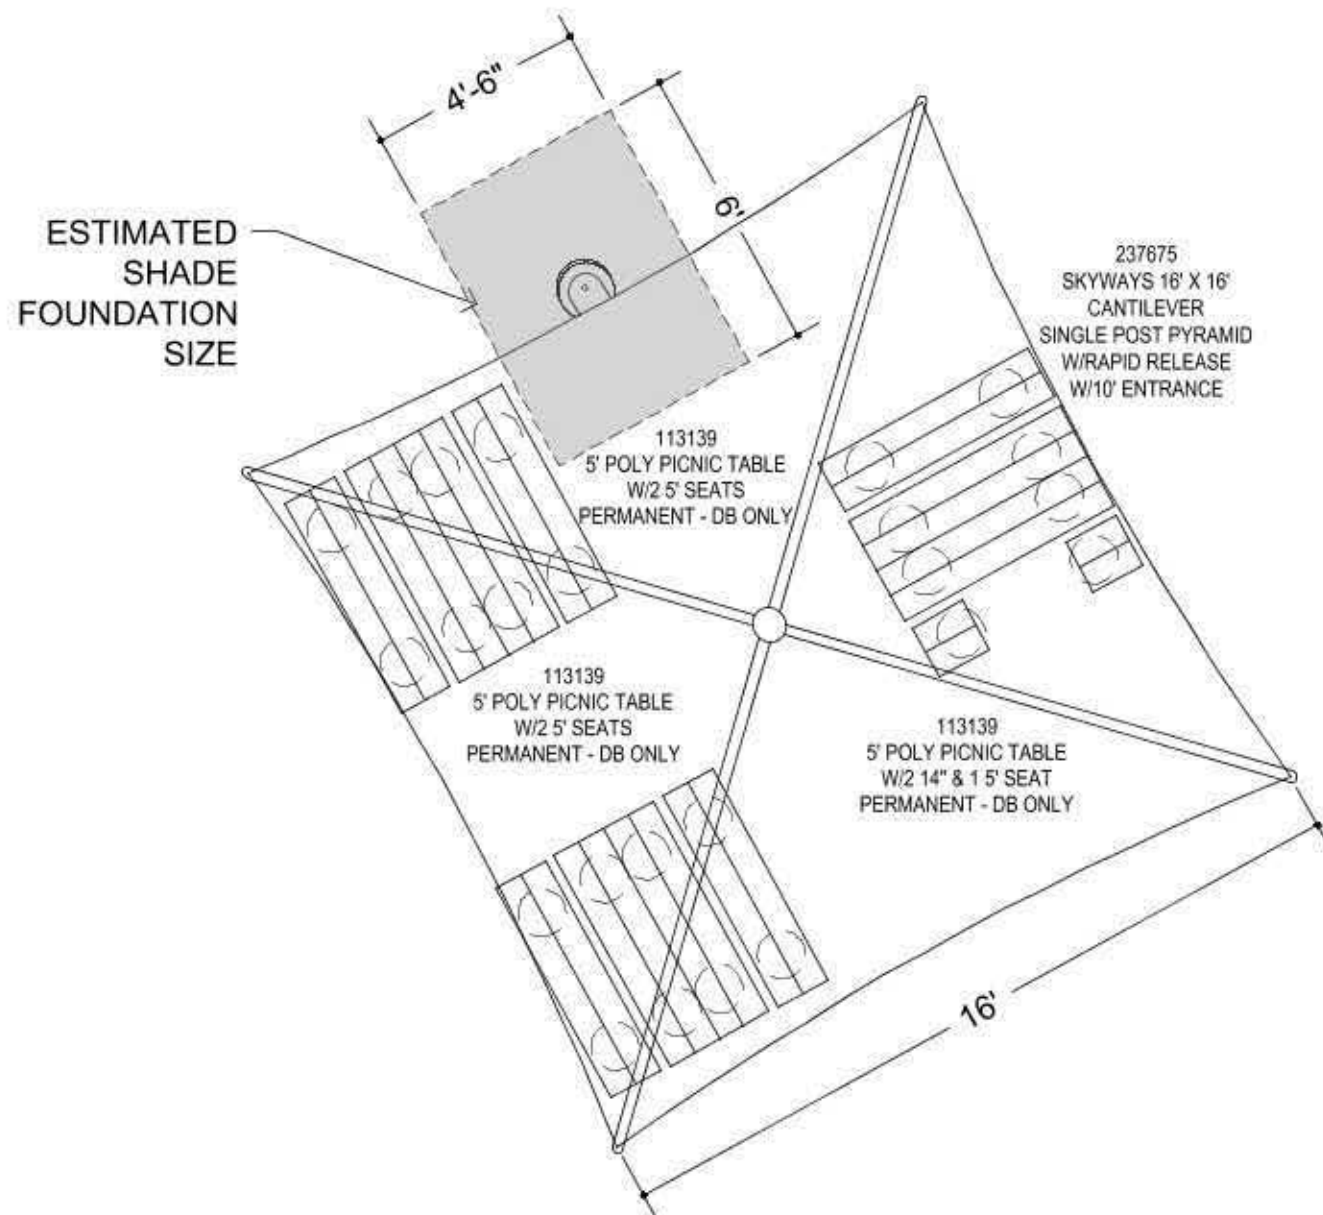 4'-6"
6'
ESTIMATED
SHADE
FOUNDATION
SIZE
237675
SKYWAYS 16' X 16'
CANTILEVER
SINGLE POST PYRAMID
W/RAPID RELEASE
W/10' ENTRANCE
113139
5' POLY PICNIC TABLE
W/2 5' SEATS
PERMANENT - DB ONLY
113139
5' POLY PICNIC TABLE
W/2 5' SEATS
PERMANENT - DB ONLY
113139
5' POLY PICNIC TABLE
W/2 14" & 1 5' SEAT
PERMANENT - DB ONLY
16'